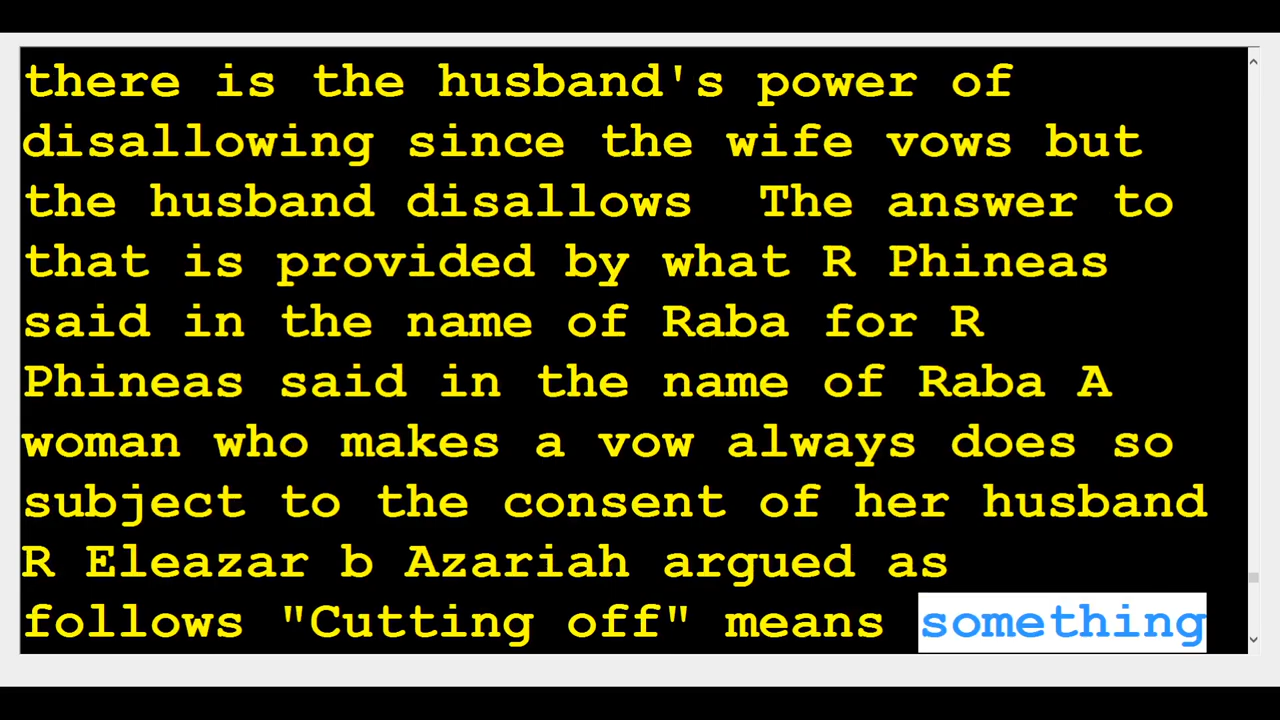 there is the husband's power of
disallowing since the wife vows but
the husband disallows  The answer to
that is provided by what R Phineas
said in the name of Raba for R
Phineas said in the name of Raba A
woman who makes a vow always does so
subject to the consent of her husband
R Eleazar b Azariah argued as
follows "Cutting off" means something